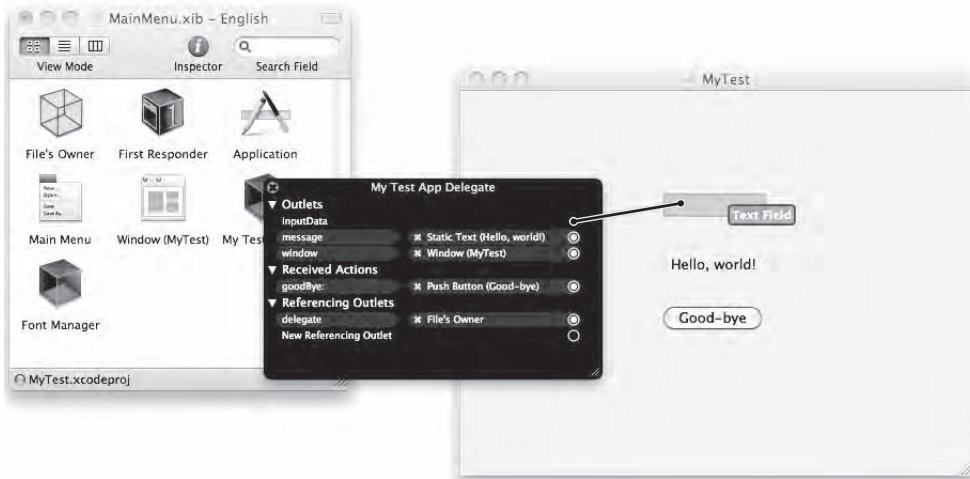 MainMenu.xib – English
View Mode
Inspector
Search Field
File's Owner
First Responder
Application
Main Menu
Window (MyTest)
My Test
Font Manager
MyTest.xcodeproj
My Test App Delegate
Outlets
inputData
message
Static Text (Hello, world!)
window
Window (MyTest)
Received Actions
goodBye:
Push Button (Good-bye)
Referencing Outlets
delegate
File's Owner
New Referencing Outlet
MyTest
Text Field
Hello, world!
Good-bye